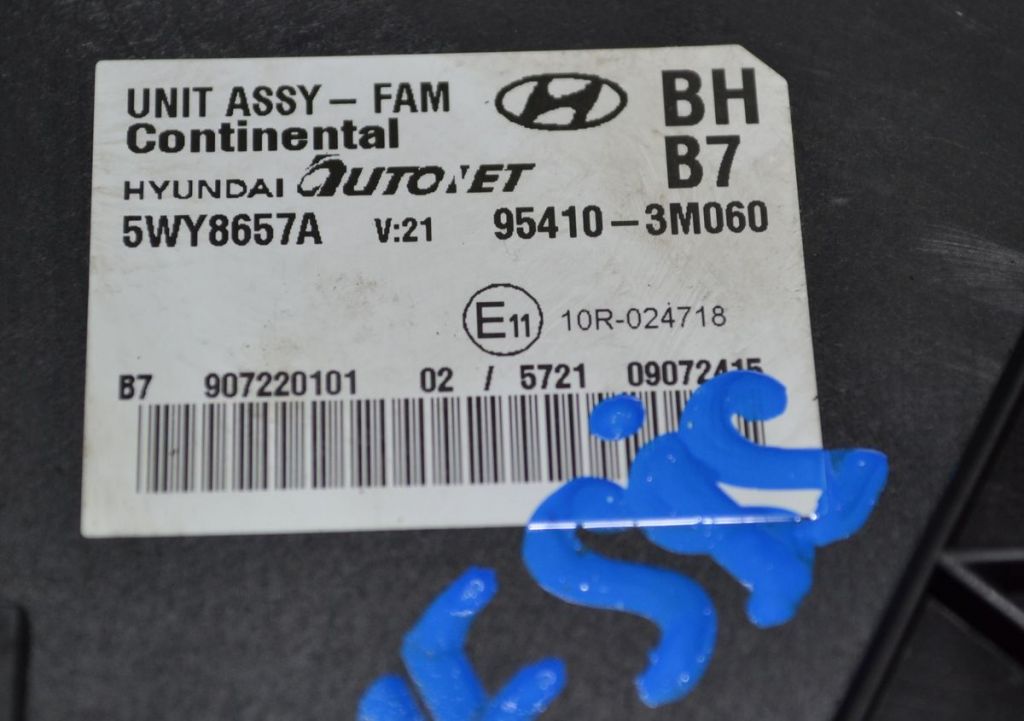 UNIT ASSY – FAM
BH
Continental
B7
HYUNDAI AUTONET
5WY8657A V:21 95410–3M060
E11 10R-024718
B7 907220101 02 / 5721 09072415